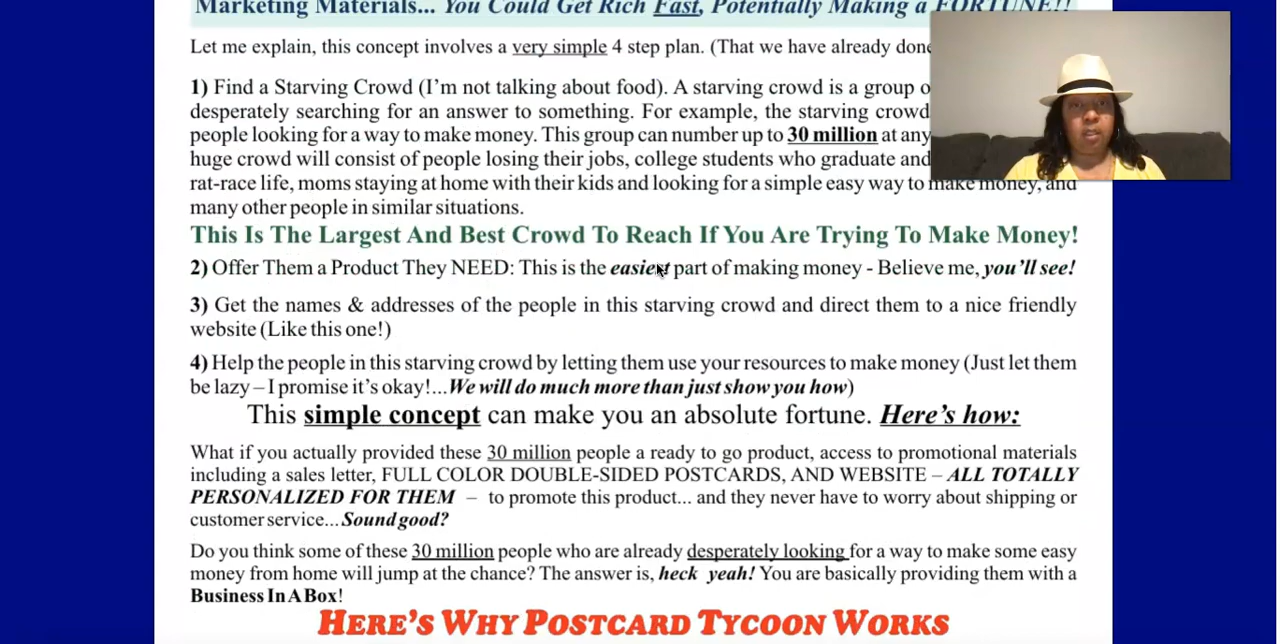 Marketing Materials... You Could Get Rich Fast, Potentially Making a FORTUNE!!
Let me explain, this concept involves a very simple 4 step plan. (That we have already done
1) Find a Starving Crowd (I'm not talking about food). A starving crowd is a group o
desperately searching for an answer to something. For example, the starving crowd
people looking for a way to make money. This group can number up to 30 million at any
huge crowd will consist of people losing their jobs, college students who graduate and
rat-race life, moms staying at home with their kids and looking for a simple easy way to make money, and
many other people in similar situations.
This Is The Largest And Best Crowd To Reach If You Are Trying To Make Money!
2) Offer Them a Product They NEED: This is the easiest part of making money - Believe me, you'll see!
3) Get the names & addresses of the people in this starving crowd and direct them to a nice friendly
website (Like this one!)
4) Help the people in this starving crowd by letting them use your resources to make money (Just let them
be lazy – I promise it's okay!...We will do much more than just show you how)
This simple concept can make you an absolute fortune. Here's how:
What if you actually provided these 30 million people a ready to go product, access to promotional materials
including a sales letter, FULL COLOR DOUBLE-SIDED POSTCARDS, AND WEBSITE – ALL TOTALLY
PERSONALIZED FOR THEM – to promote this product... and they never have to worry about shipping or
customer service... Sound good?
Do you think some of these 30 million people who are already desperately looking for a way to make some easy
money from home will jump at the chance? The answer is, heck yeah! You are basically providing them with a
Business In A Box!
HERE'S WHY POSTCARD TYCOON WORKS